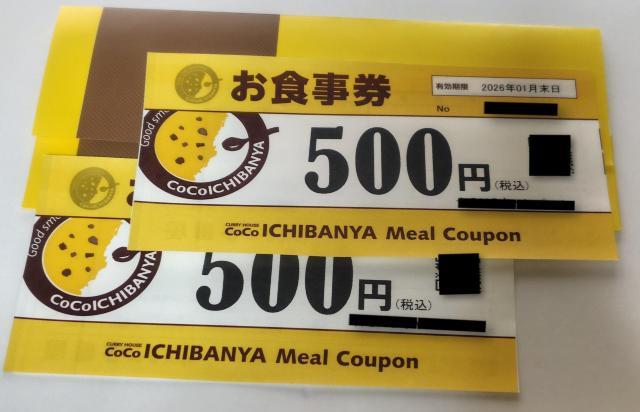 お食事券
有効期限 2026年01月末日
No
Good sme
CoCoICHIBANYA
500円(税込)
CURRY HOUSE
CoCo ICHIBANYA Meal Coupon
Good sme
CoCoICHIBANYA
500円(税込)
CURRY HOUSE
CoCo ICHIBANYA Meal Coupon